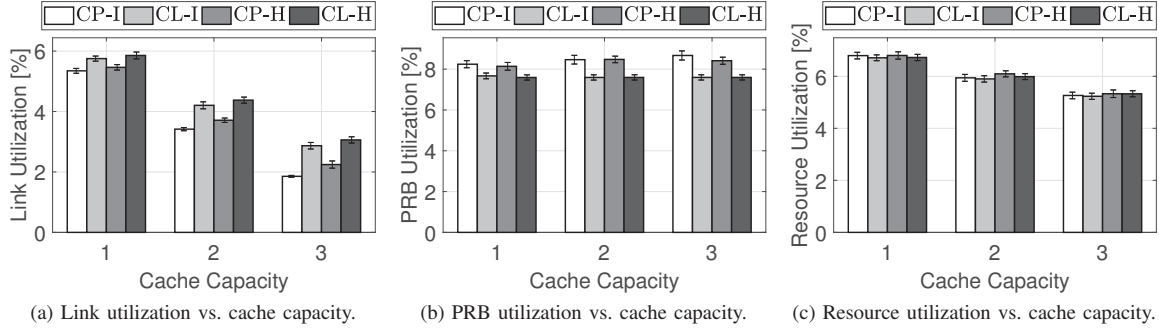 CP-I CL-I CP-H CL-H
Link Utilization [%]
6
4
2
0
1 2 3
Cache Capacity
(a) Link utilization vs. cache capacity.
CP-I CL-I CP-H CL-H
PRB Utilization [%]
8
6
4
2
0
1 2 3
Cache Capacity
(b) PRB utilization vs. cache capacity.
CP-I CL-I CP-H CL-H
Resource Utilization [%]
6
4
2
0
1 2 3
Cache Capacity
(c) Resource utilization vs. cache capacity.